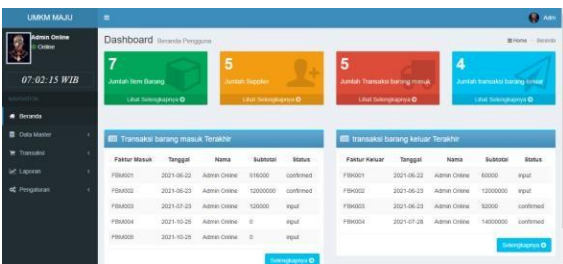 UMKM MAJU
Adm
Admin Online
Online
07:02:15 WIB
NAVIGATION
Beranda
Data Master
Transaksi
Laporan
Pengaturan
Dashboard Beranda Pengguna
Home Beranda
7
Jumlah Item Barang
Lihat Selengkapnya
5
Jumlah Supplier
Lihat Selengkapnya
5
Jumlah Transaksi barang masuk
Lihat Selengkapnya
4
Jumlah transaksi barang keluar
Lihat Selengkapnya
Transaksi barang masuk Terakhir
Faktur Masuk Tanggal Nama Subtotal Status
FBM001 2021-06-22 Admin Online 516000 confirmed
FBM002 2021-06-23 Admin Online 12000000 confirmed
FBM003 2021-07-23 Admin Online 120000 input
FBM004 2021-10-25 Admin Online 0 input
FBM005 2021-10-25 Admin Online 0 input
Selengkapnya
transaksi barang keluar Terakhir
Faktur Keluar Tanggal Nama Subtotal Status
FBK001 2021-06-22 Admin Online 60000 input
FBK002 2021-06-23 Admin Online 12000000 input
FBK003 2021-06-23 Admin Online 92000 confirmed
FBK004 2021-07-28 Admin Online 14000000 confirmed
Selengkapnya